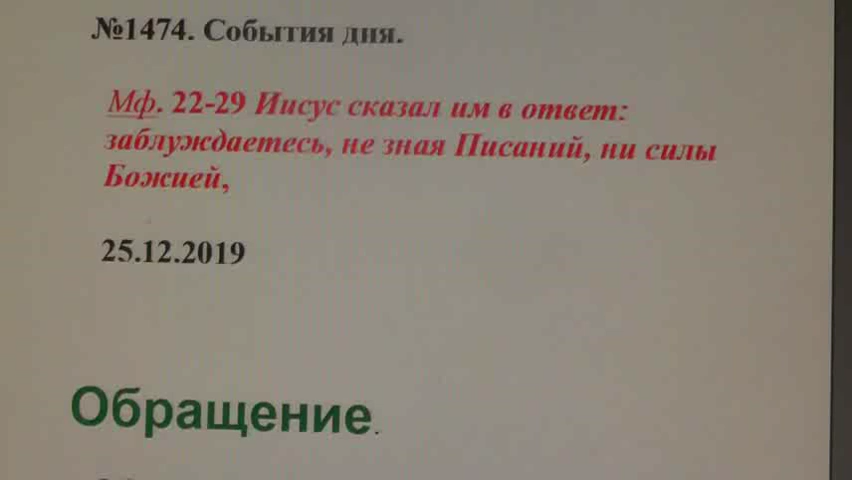 №1474. События дня.
Мф. 22-29 Иисус сказал им в ответ:
заблуждаетесь, не зная Писаний, ни силы
Божией,
25.12.2019
Обращение.